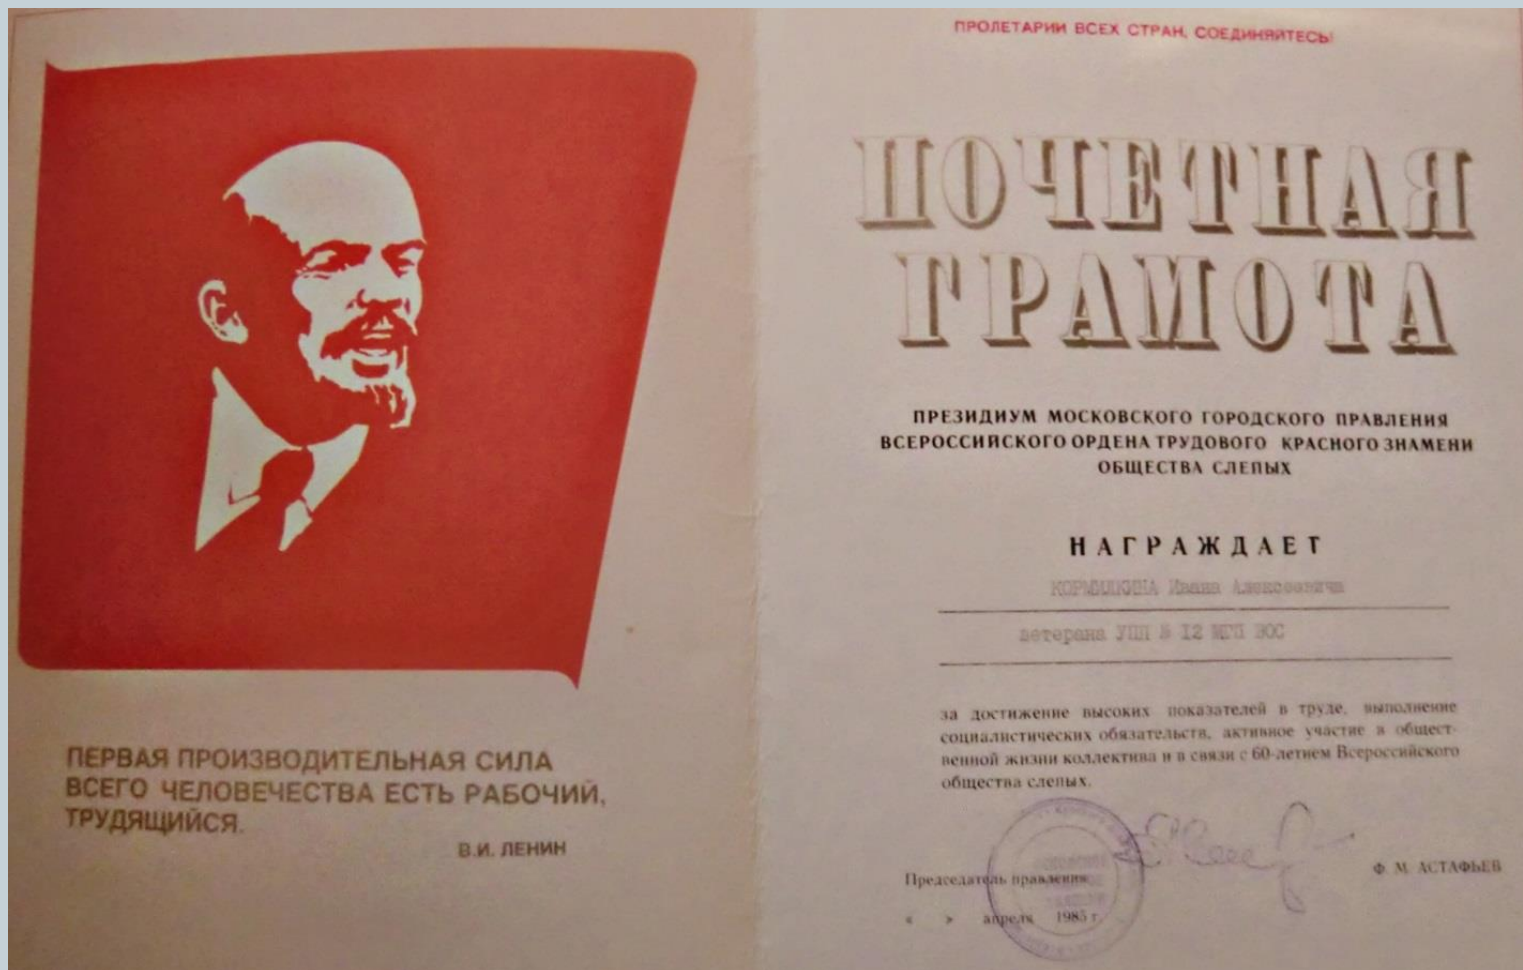 ПЕРВАЯ ПРОИЗВОДИТЕЛЬНАЯ СИЛА
ВСЕГО ЧЕЛОВЕЧЕСТВА ЕСТЬ РАБОЧИЙ,
ТРУДЯЩИЙСЯ.
В.И. ЛЕНИН
ПРОЛЕТАРИИ ВСЕХ СТРАН, СОЕДИНЯЙТЕСЬ!
ПОЧЕТНАЯ
ГРАМОТА
ПРЕЗИДИУМ МОСКОВСКОГО ГОРОДСКОГО ПРАВЛЕНИЯ
ВСЕРОССИЙСКОГО ОРДЕНА ТРУДОВОГО КРАСНОГО ЗНАМЕНИ
ОБЩЕСТВА СЛЕПЫХ
НАГРАЖДАЕТ
КОРМИЛКИНА Ивана Алексеевича
ветерана УПП № 12 МГП ВОС
за достижение высоких показателей в труде, выполнение
социалистических обязательств, активное участие в общест-
венной жизни коллектива и в связи с 60-летием Всероссийского
общества слепых.
Председатель правления
Ф. М. АСТАФЬЕВ
« » апреля 1985 г.